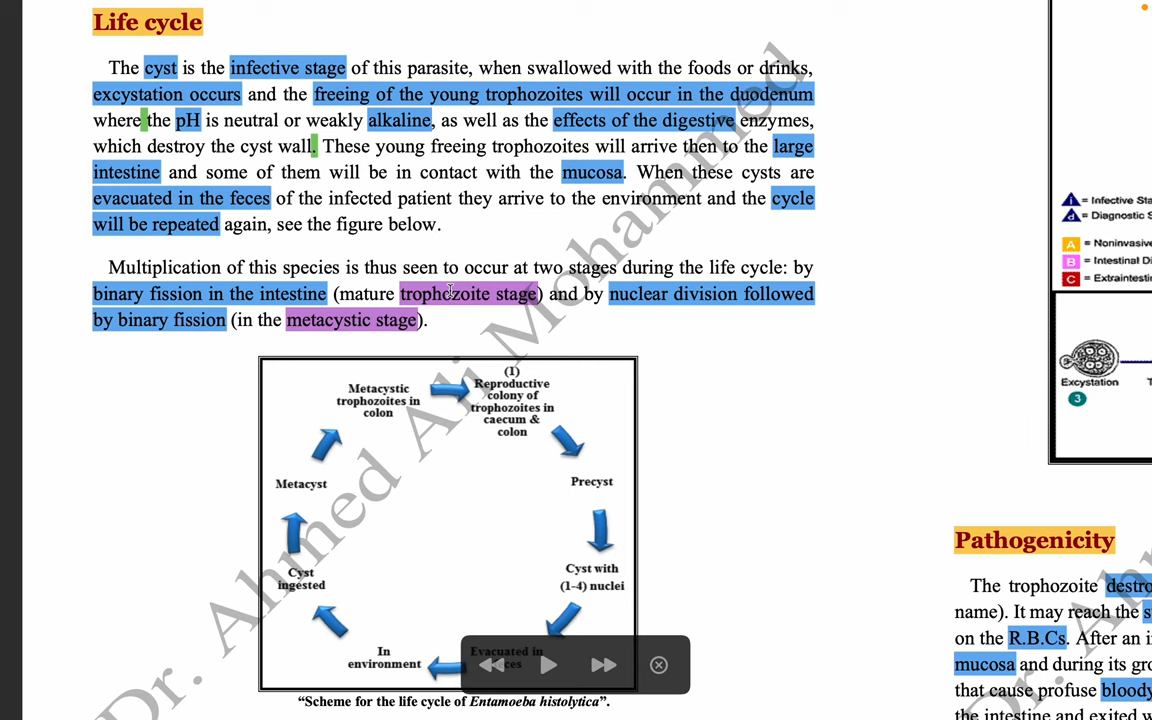 Life cycle
The cyst is the infective stage of this parasite, when swallowed with the foods or drinks,
excystation occurs and the freeing of the young trophozoites will occur in the duodenum
where the pH is neutral or weakly alkaline, as well as the effects of the digestive enzymes,
which destroy the cyst wall. These young freeing trophozoites will arrive then to the large
intestine and some of them will be in contact with the mucosa. When these cysts are
evacuated in the feces of the infected patient they arrive to the environment and the cycle
will be repeated again, see the figure below.
Multiplication of this species is thus seen to occur at two stages during the life cycle: by
binary fission in the intestine (mature trophozoite stage) and by nuclear division followed
by binary fission (in the metacystic stage).
(I)
Reproductive
colony of
trophozoites in
caecum &
colon
Precyst
Cyst with
(1-4) nuclei
Evacuated in
In
environment
Cyst
ingested
Metacyst
Metacystic
trophozoites in
colon
"Scheme for the life cycle of Entamoeba histolytica".
Dr. Ahmed Ali Mohammed
i = Infective Sta
d = Diagnostic S
A = Noninvasive
B = Intestinal Di
C = Extraintesti
Excystation
3
Pathogenicity
The trophozoite destro
name). It may reach the s
on the R.B.Cs. After an i
mucosa and during its gro
that cause profuse bloody
the intestine and exited w